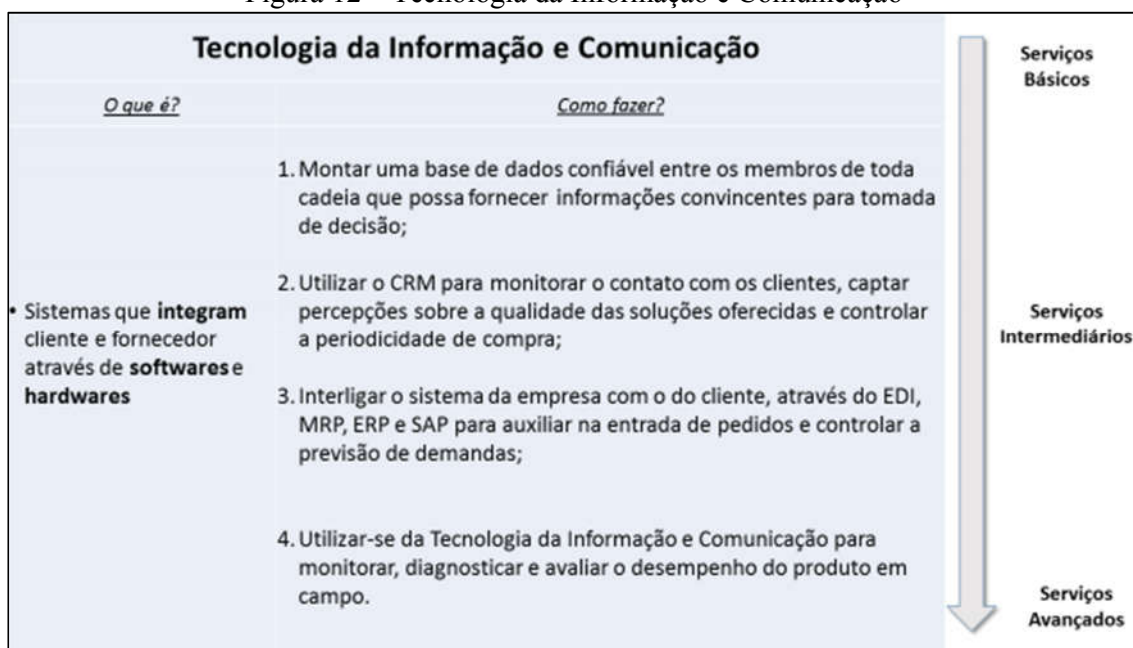 Figura 12 – Tecnologia da Informação e Comunicação
Tecnologia da Informação e Comunicação
O que é?
Como fazer?
• Sistemas que integram
cliente e fornecedor
através de softwares e
hardwares
1. Montar uma base de dados confiável entre os membros de toda
cadeia que possa fornecer informações convincentes para tomada
de decisão;
2. Utilizar o CRM para monitorar o contato com os clientes, captar
percepções sobre a qualidade das soluções oferecidas e controlar
a periodicidade de compra;
3. Interligar o sistema da empresa com o do cliente, através do EDI,
MRP, ERP e SAP para auxiliar na entrada de pedidos e controlar a
previsão de demandas;
4. Utilizar-se da Tecnologia da Informação e Comunicação para
monitorar, diagnosticar e avaliar o desempenho do produto em
campo.
Serviços
Básicos
Serviços
Intermediários
Serviços
Avançados